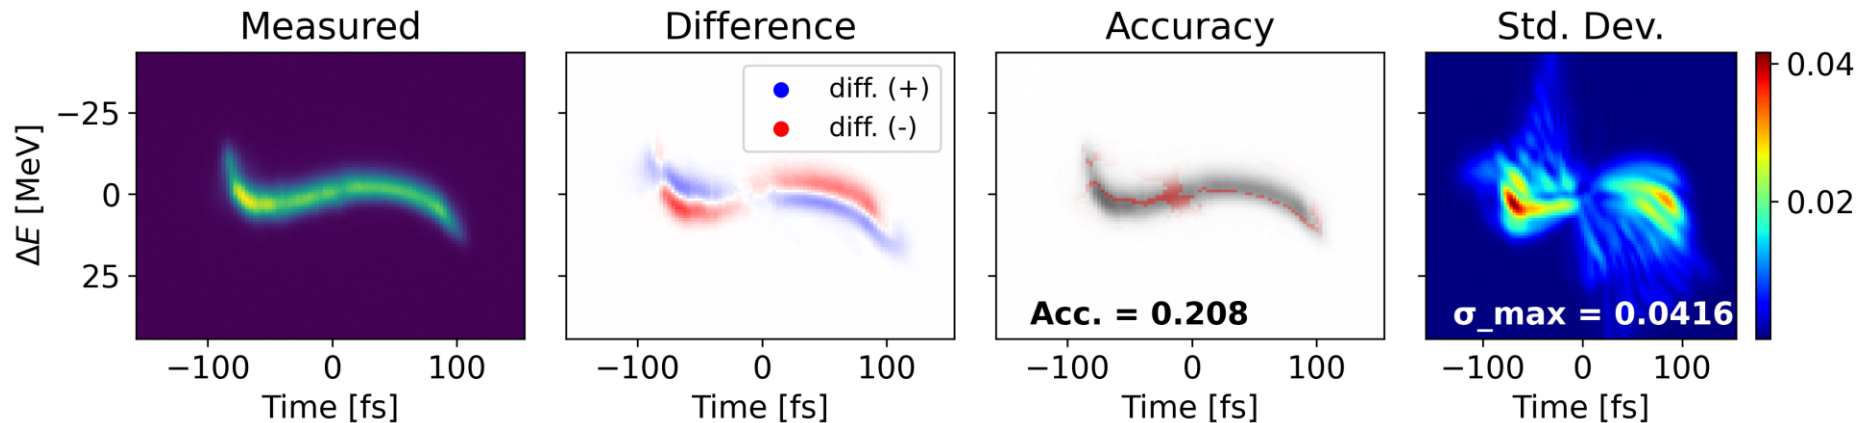 Measured
Difference
Accuracy
Std. Dev.
ΔE [MeV]
−25
0
25
−100 0 100
Time [fs]
diff. (+)
diff. (-)
−100 0 100
Time [fs]
Acc. = 0.208
−100 0 100
Time [fs]
σ_max = 0.0416
−100 0 100
Time [fs]
0.04
0.02